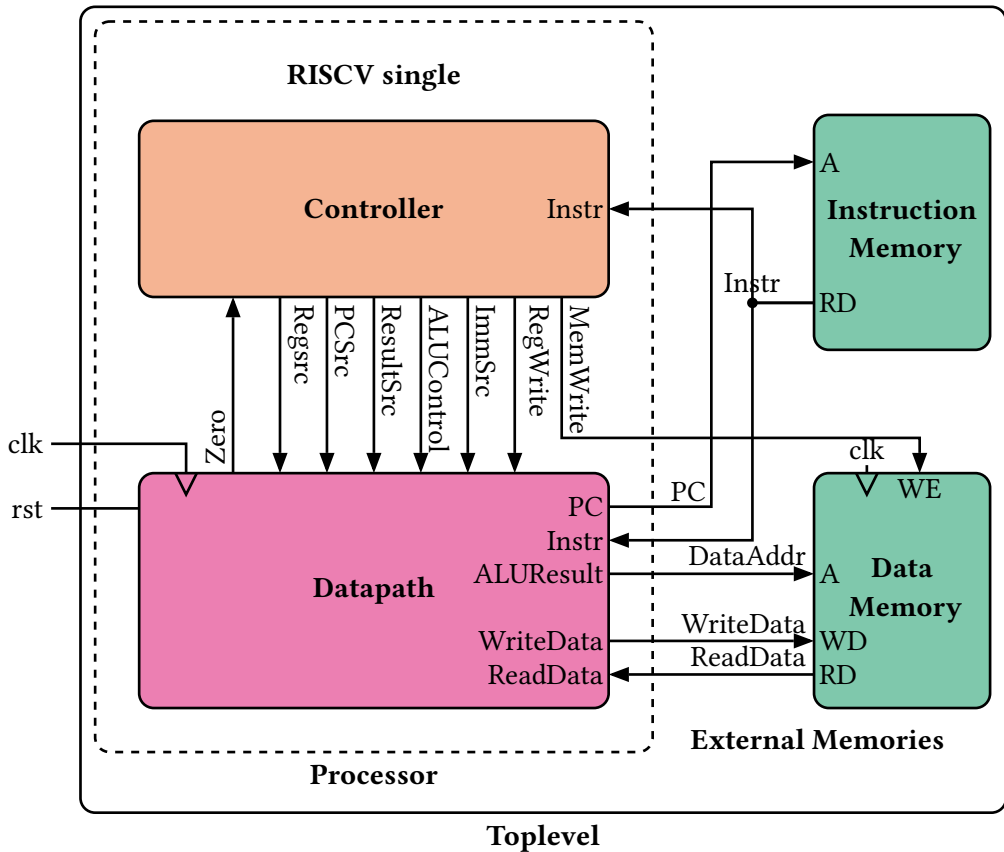 RISCV single
Controller
Instr
A
Instruction
Memory
RD
Instr
Zero
Regsrc
PCSrc
ResultSrc
ALUControl
ImmSrc
RegWrite
MemWrite
clk
rst
clk
WE
PC
PC
Instr
ALUResult
DataAddr
A
Datapath
Data
Memory
WriteData
WriteData
WD
ReadData
ReadData
RD
External Memories
Processor
Toplevel